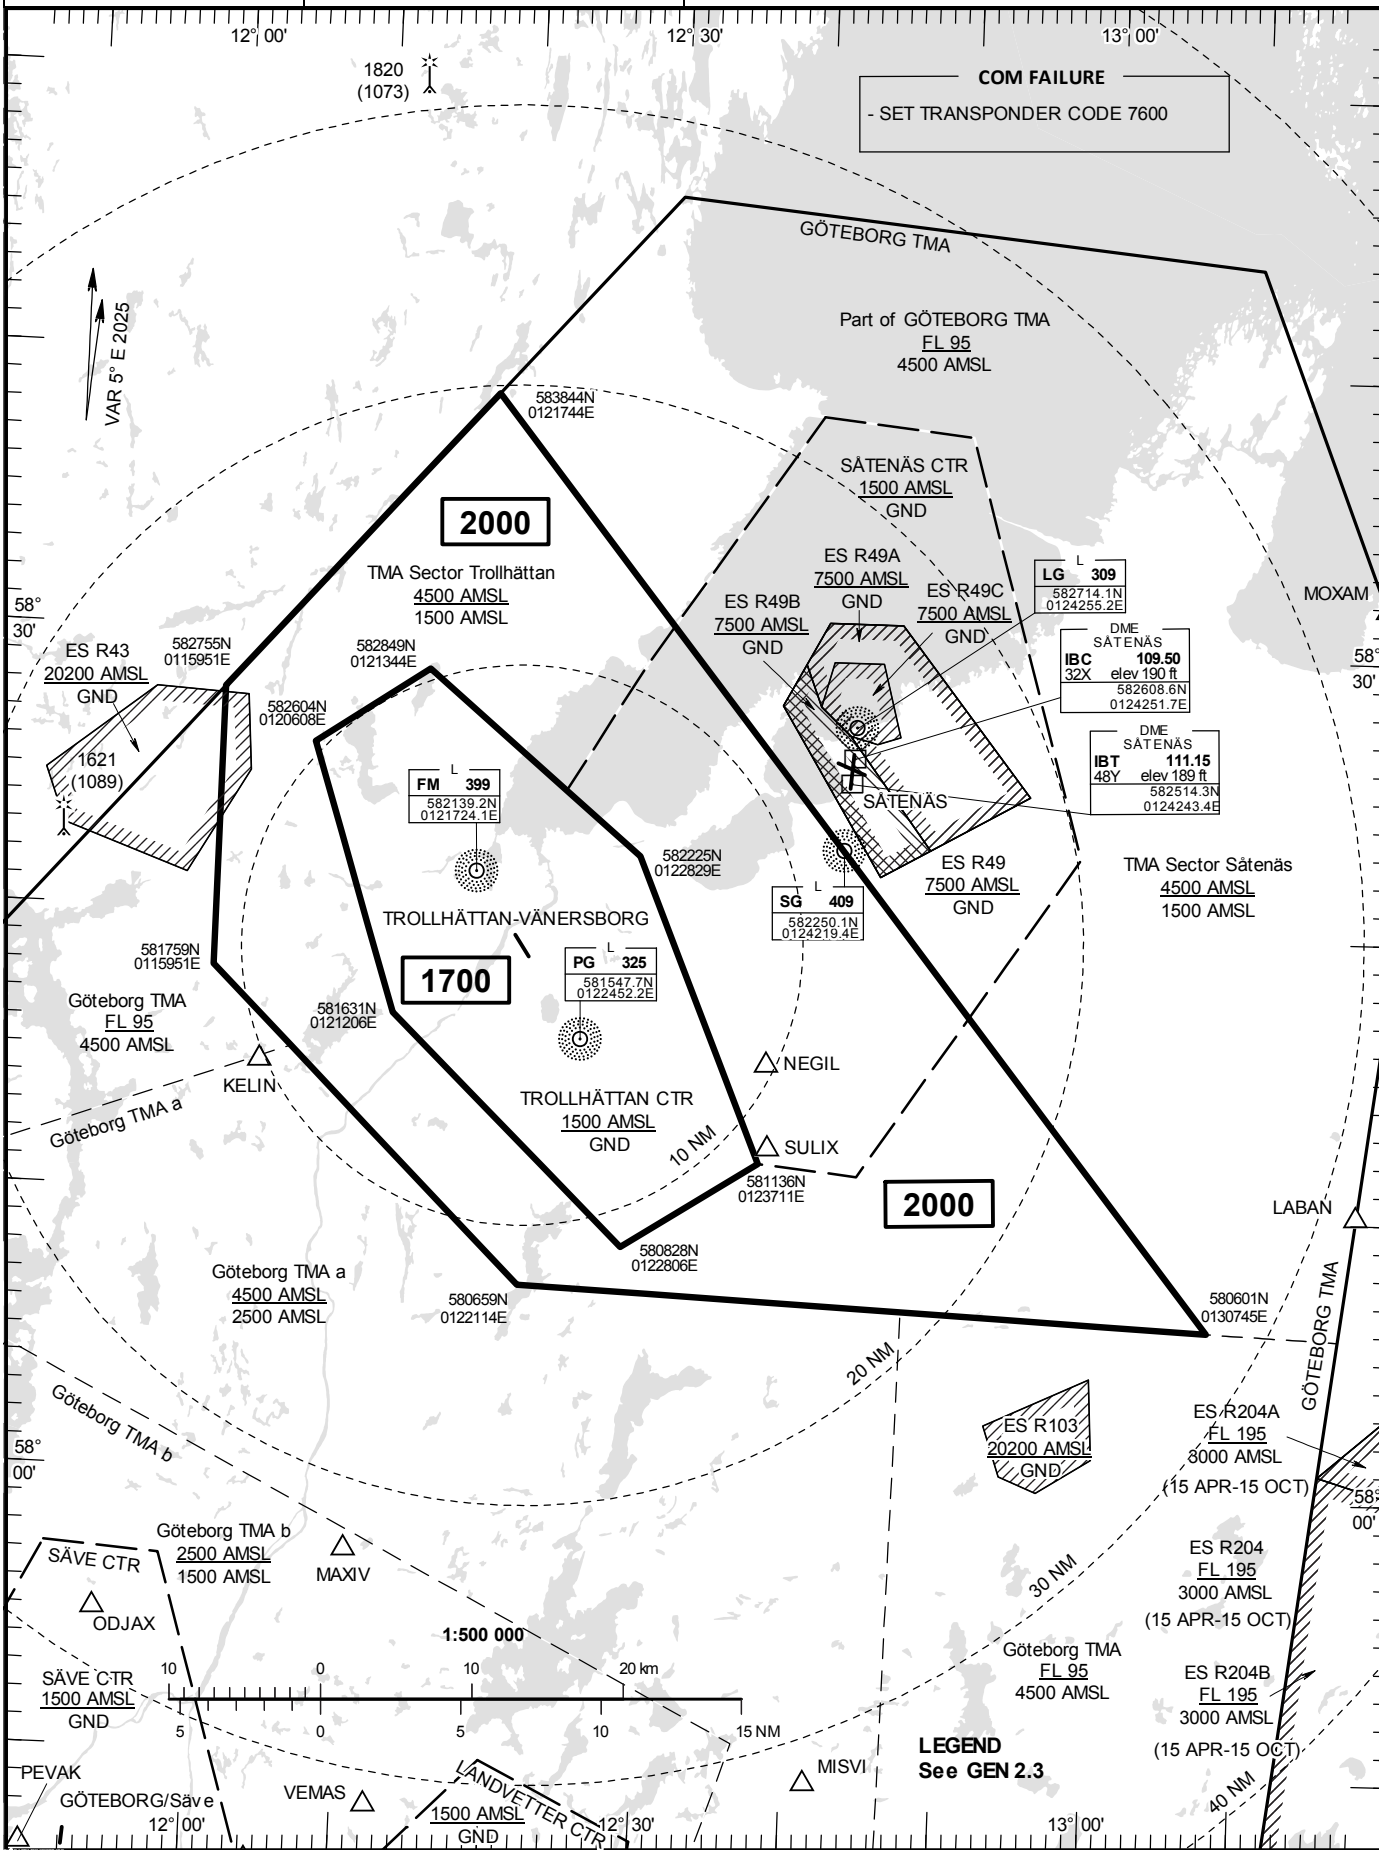 12° 00'
12° 30'
13° 00'
1820
(1073)
COM FAILURE
- SET TRANSPONDER CODE 7600
GÖTEBORG TMA
VAR 5° E 2025
Part of GÖTEBORG TMA
FL 95
4500 AMSL
583844N
0121744E
SÅTENÄS CTR
1500 AMSL
GND
2000
TMA Sector Trollhättan
4500 AMSL
1500 AMSL
ES R49A
7500 AMSL
GND
ES R49B
7500 AMSL
GND
ES R49C
7500 AMSL
GND
L
LG 309
582714.1N
0124255.2E
MOXAM
58°
30'
58°
30'
582755N
0115951E
582849N
0121344E
ES R43
20200 AMSL
GND
582604N
0120608E
DME
SÅTENÄS
IBC 109.50
32X elev 190 ft
582608.6N
0124251.7E
DME
SÅTENÄS
IBT 111.15
48Y elev 189 ft
582514.3N
0124243.4E
1621
(1089)
L
FM 399
582139.2N
0121724.1E
SÅTENÄS
582225N
0122829E
ES R49
7500 AMSL
GND
TMA Sector Såtenäs
4500 AMSL
1500 AMSL
L
SG 409
582250.1N
0124219.4E
TROLLHÄTTAN-VÄNERSBORG
L
PG 325
581547.7N
0122452.2E
1700
581759N
0115951E
Göteborg TMA
FL 95
4500 AMSL
581631N
0121206E
KELIN
Göteborg TMA a
NEGIL
TROLLHÄTTAN CTR
1500 AMSL
GND
10 NM
SULIX
581136N
0123711E
2000
LABAN
580828N
0122806E
Göteborg TMA a
4500 AMSL
2500 AMSL
580659N
0122114E
580601N
0130745E
GÖTEBORG TMA
20 NM
Göteborg TMA b
ES R103
20200 AMSL
GND
ES R204A
FL 195
3000 AMSL
(15 APR-15 OCT)
58°
00'
58°
00'
SÄVE CTR
Göteborg TMA b
2500 AMSL
1500 AMSL
MAXIV
ODJAX
30 NM
ES R204
FL 195
3000 AMSL
(15 APR-15 OCT)
1:500 000
10 0 10 20 km
5 0 5 10 15 NM
SÄVE CTR
1500 AMSL
GND
Göteborg TMA
FL 95
4500 AMSL
ES R204B
FL 195
3000 AMSL
(15 APR-15 OCT)
LEGEND
See GEN 2.3
PEVAK
GÖTEBORG/Säve
VEMAS
LANDVETTER CTR
1500 AMSL
GND
MISVI
40 NM
12° 00'
12° 30'
13° 00'